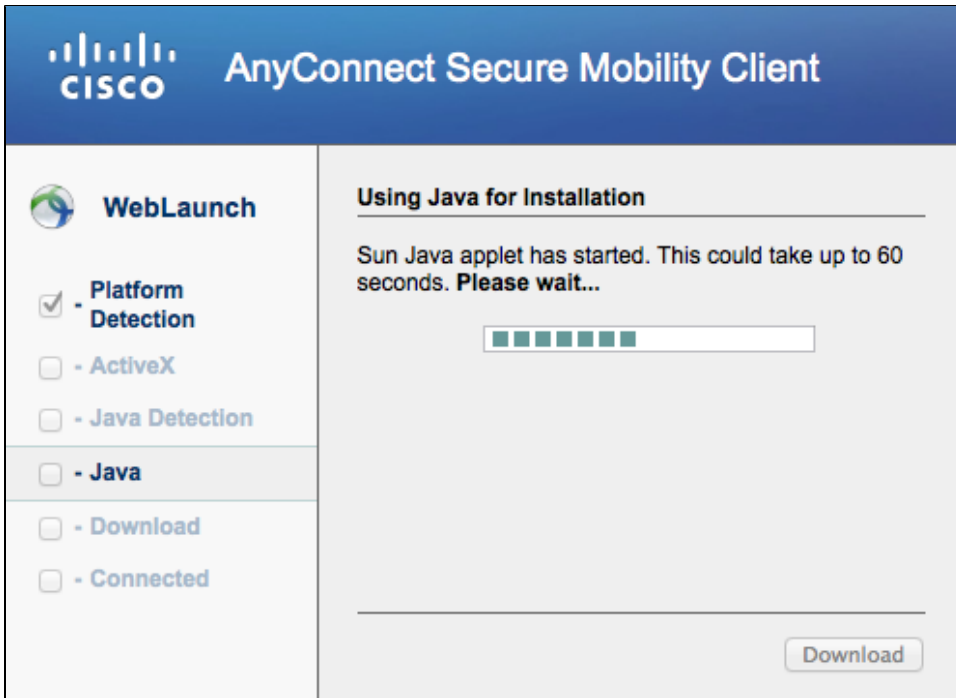 CISCO
AnyConnect Secure Mobility Client
WebLaunch
- Platform
Detection
- ActiveX
- Java Detection
- Java
- Download
- Connected
Using Java for Installation
Sun Java applet has started. This could take up to 60
seconds. Please wait...
Download